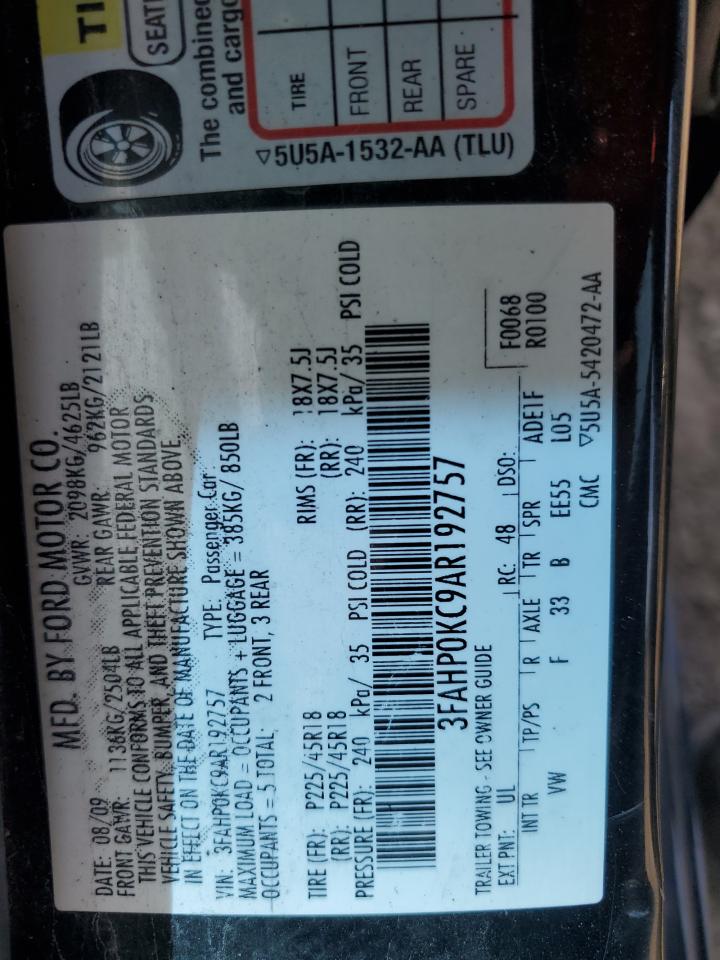 TI
SEATI
The combined
and cargo
TIRE
FRONT
REAR
SPARE
▽5U5A-1532-AA (TLU)
MFD. BY FORD MOTOR CO.
DATE: 08/09 GVWR: 2098KG/4625LB
FRONT GAWR: 1136KG/2504LB REAR GAWR: 962KG/2121LB
THIS VEHICLE CONFORMS TO ALL APPLICABLE FEDERAL MOTOR
VEHICLE SAFETY, BUMPER, AND THEFT PREVENTION STANDARDS
IN EFFECT ON THE DATE OF MANUFACTURE SHOWN ABOVE
VIN: 3FAHP0KC9AR192757 TYPE: Passenger Car
MAXIMUM LOAD = OCCUPANTS + LUGGAGE = 385KG/ 850LB
OCCUPANTS = 5 TOTAL: 2 FRONT, 3 REAR
TIRE (FR): P225/45R18 RIMS (FR): 18X7.5J
(RR): P225/45R18 (RR): 18X7.5J
PRESSURE (FR): 240 kPa/ 35 PSI COLD (RR): 240 kPa/ 35 PSI COLD
3FAHP0KC9AR192757
TRAILER TOWING - SEE OWNER GUIDE F0068
EXT PNT: UL RC: 48 DSO: R0100
INT TR TP/PS R AXLE TR SPR ADE1F
VW F 33 B EE55 L05
CMC ▽5U5A-5420472-AA